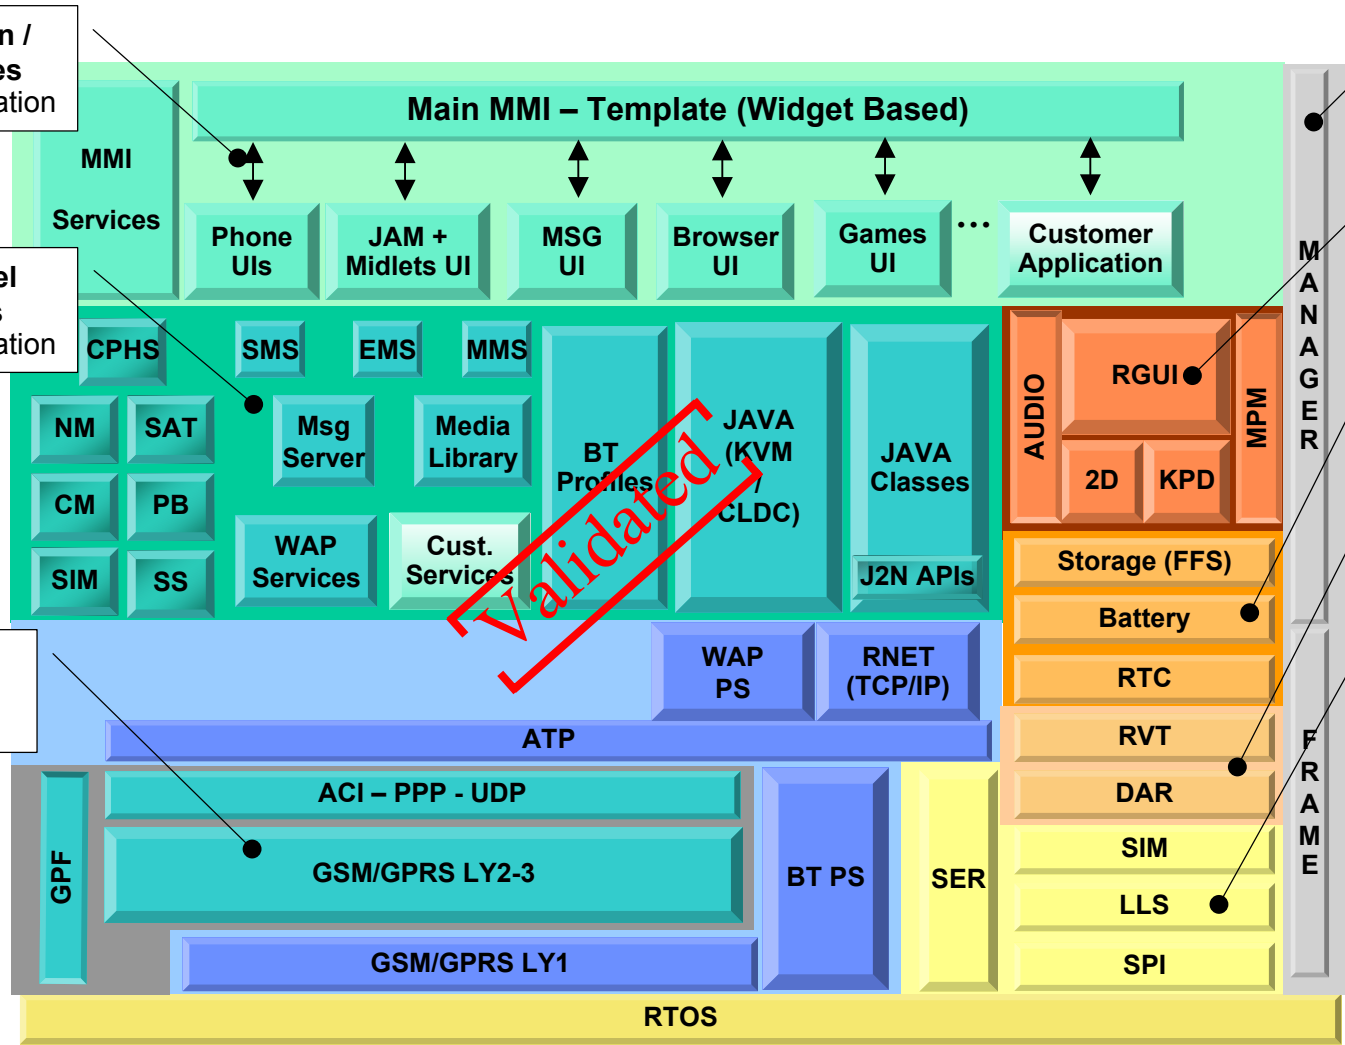 n /
es
ation
Main MMI – Template (Widget Based)
MMI
Services
Phone
UIs
JAM +
Midlets UI
MSG
UI
Browser
UI
Games
UI
...
Customer
Application
el
s
ation
CPHS
SMS
EMS
MMS
NM
SAT
Msg
Server
Media
Library
CM
PB
WAP
Services
Cust.
Services
SIM
SS
BT
Profiles
JAVA
(KVM
/
CLDC)
JAVA
Classes
J2N APIs
Validated
AUDIO
RGUI
MPM
2D
KPD
Storage (FFS)
Battery
RTC
RVT
DAR
SIM
LLS
SPI
MANAGER
FRAME
WAP
PS
RNET
(TCP/IP)
ATP
GPF
ACI – PPP - UDP
GSM/GPRS LY2-3
GSM/GPRS LY1
BT PS
SER
RTOS